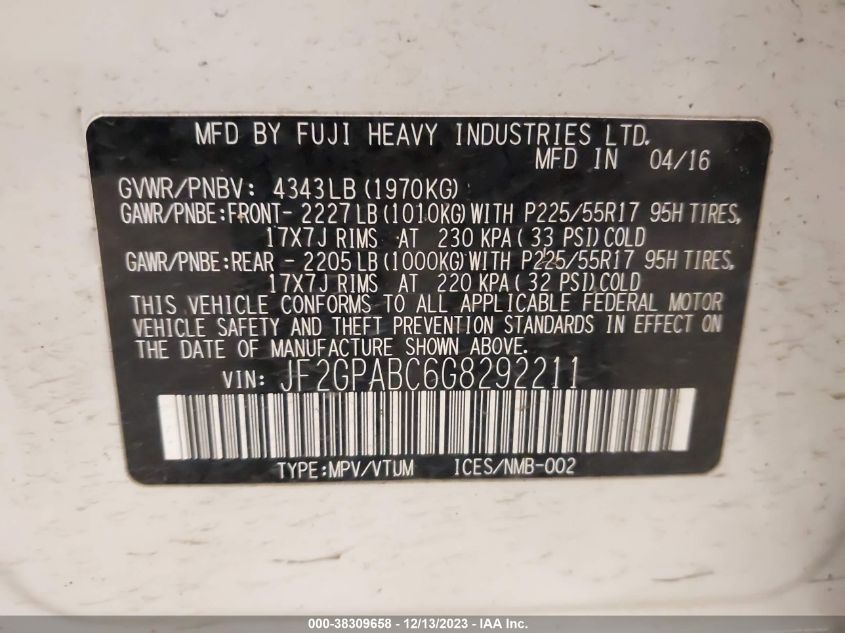 MFD BY FUJI HEAVY INDUSTRIES LTD.
MFD IN 04/16
GVWR/PNBV: 4343LB (1970KG)
GAWR/PNBE:FRONT- 2227LB (1010KG) WITH P225/55R17 95H TIRES,
17X7J RIMS AT 230 KPA( 33 PSI) COLD
GAWR/PNBE:REAR - 2205LB (1000KG) WITH P225/55R17 95H TIRES,
17X7J RIMS AT 220 KPA( 32 PSI) COLD
THIS VEHICLE CONFORMS TO ALL APPLICABLE FEDERAL MOTOR
VEHICLE SAFETY AND THEFT PREVENTION STANDARDS IN EFFECT ON
THE DATE OF MANUFACTURE SHOWN ABOVE.
VIN: JF2GPABC6G8292211
TYPE:MPV/VTUM ICES/NMB-002
000-38309658 - 12/13/2023 - IAA Inc.